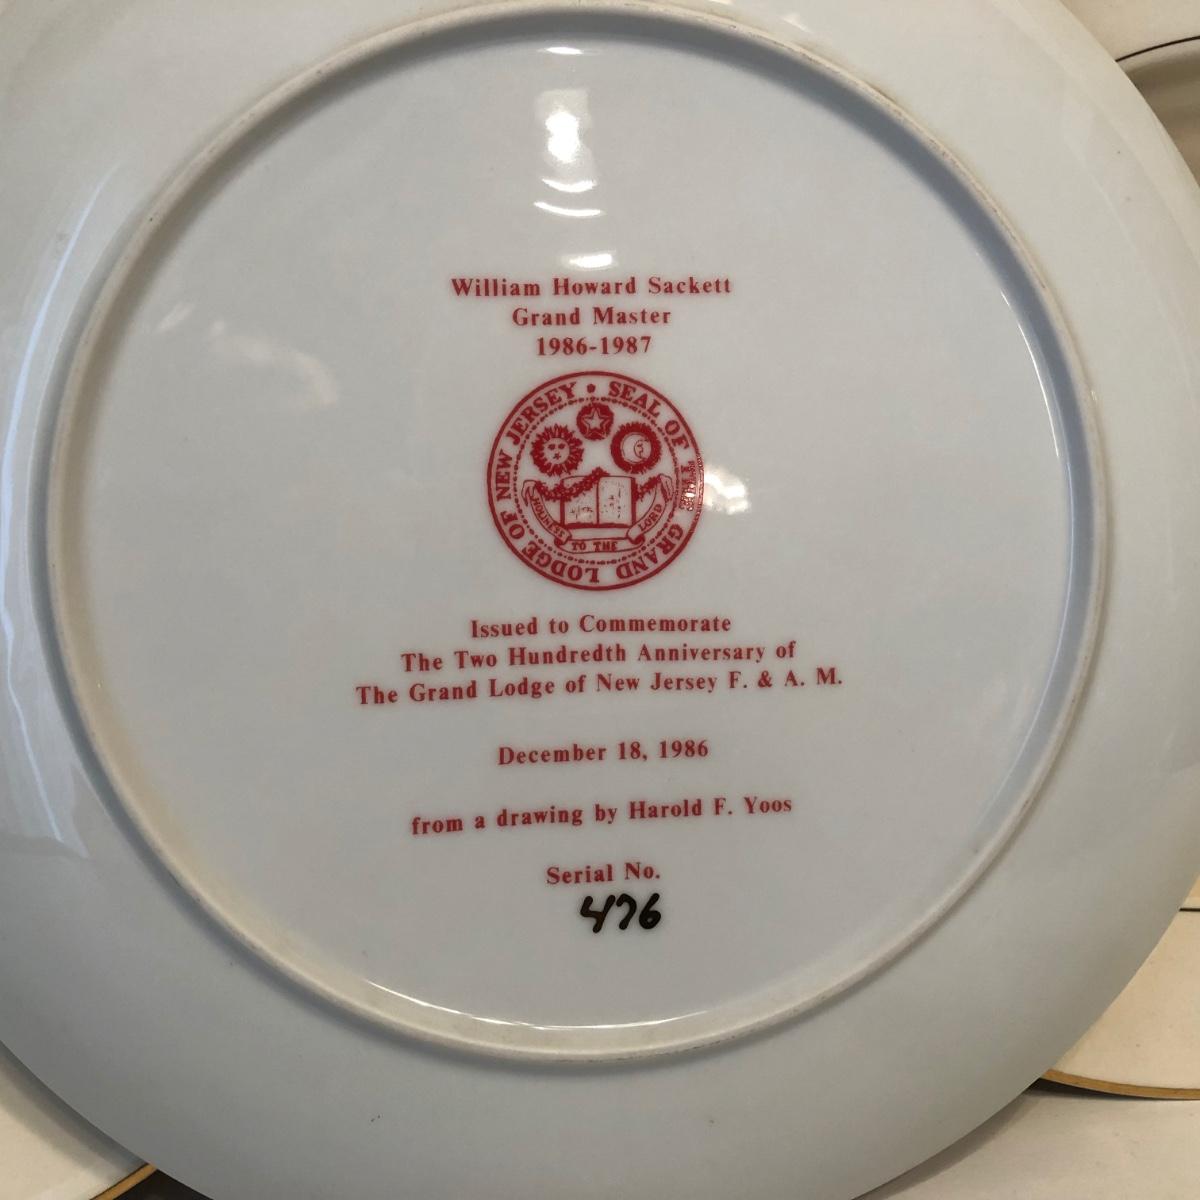 William Howard Sackett
Grand Master
1986-1987
SEAL OF THE GRAND LODGE OF NEW JERSEY
HOLINESS TO THE LORD
Issued to Commemorate
The Two Hundredth Anniversary of
The Grand Lodge of New Jersey F. & A. M.
December 18, 1986
from a drawing by Harold F. Yoos
Serial No.
476